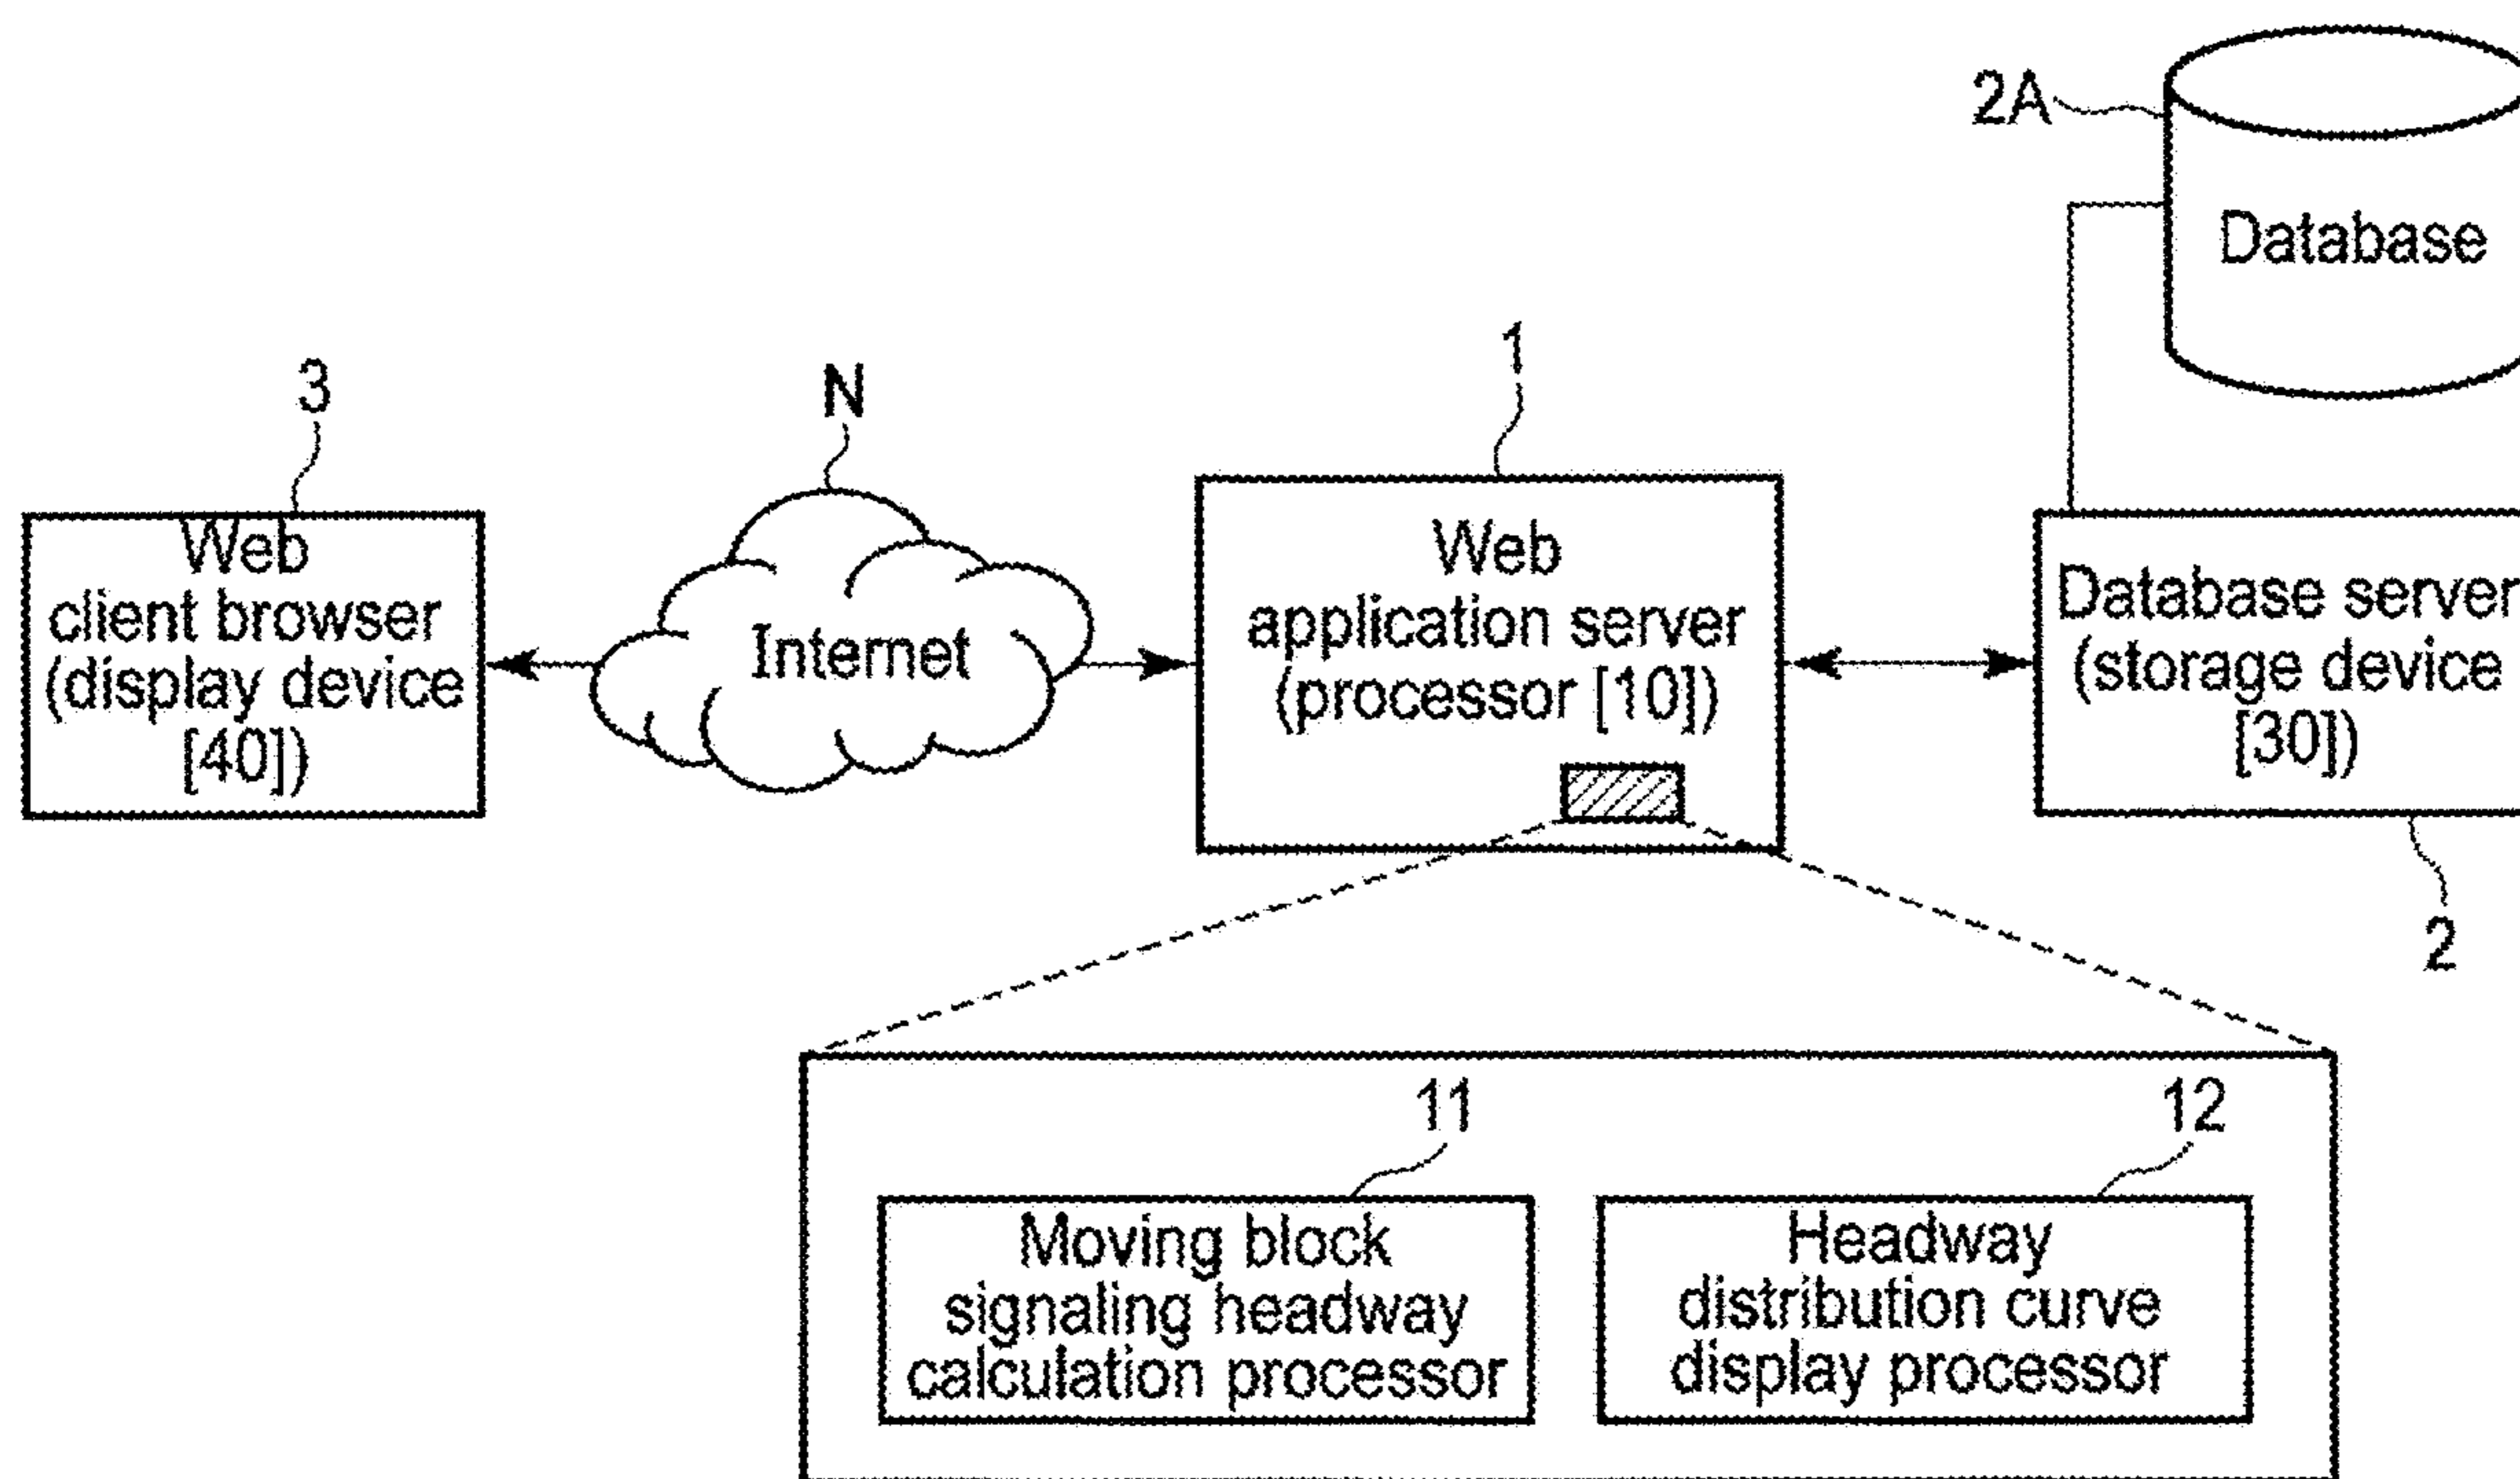 2A
Database
3
N
1
Web
client browser
(display device
[40])
Internet
Web
application server
(processor [10])
Database server
(storage device
[30])
2
11
12
Moving block
signaling headway
calculation processor
Headway
distribution curve
display processor